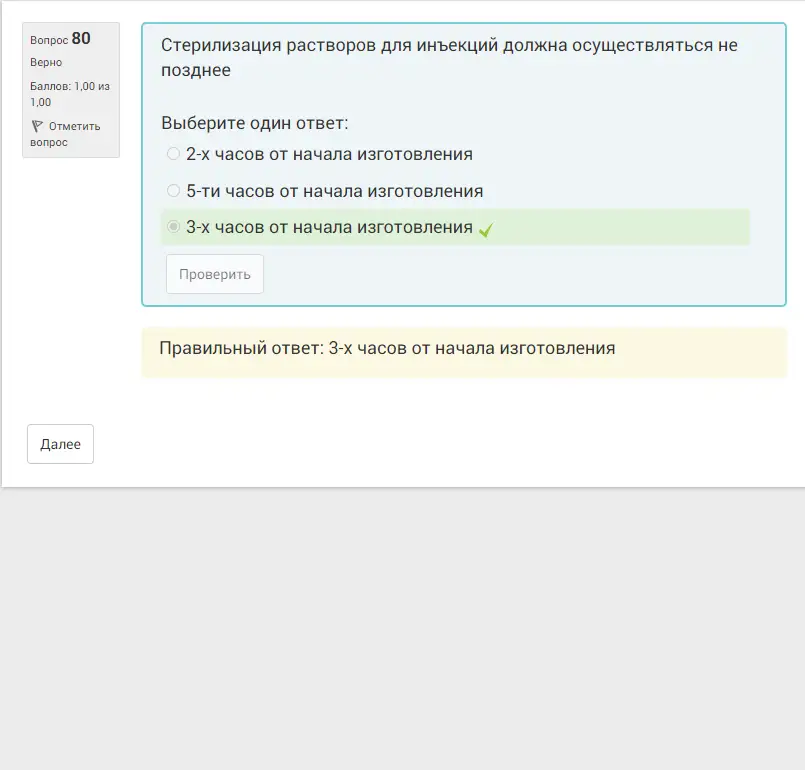 Вопрос 80
Верно
Баллов: 1,00 из
1,00
Отметить
вопрос
Стерилизация растворов для инъекций должна осуществляться не
позднее
Выберите один ответ:
2-х часов от начала изготовления
5-ти часов от начала изготовления
3-х часов от начала изготовления
Проверить
Правильный ответ: 3-х часов от начала изготовления
Далее